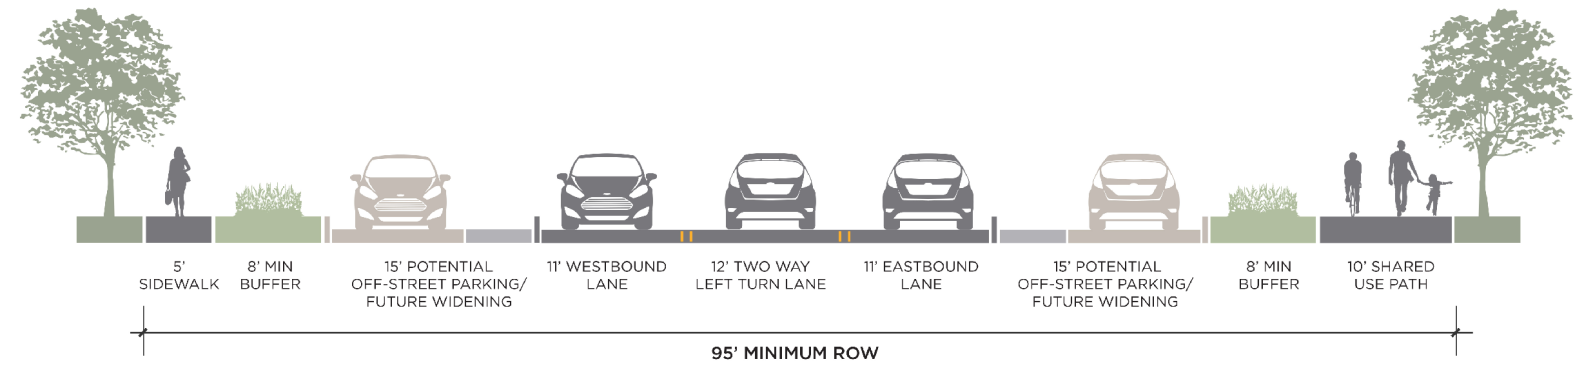 5'
SIDEWALK
8' MIN
BUFFER
15' POTENTIAL
OFF-STREET PARKING/
FUTURE WIDENING
11' WESTBOUND
LANE
12' TWO WAY
LEFT TURN LANE
11' EASTBOUND
LANE
15' POTENTIAL
OFF-STREET PARKING/
FUTURE WIDENING
8' MIN
BUFFER
10' SHARED
USE PATH
95' MINIMUM ROW